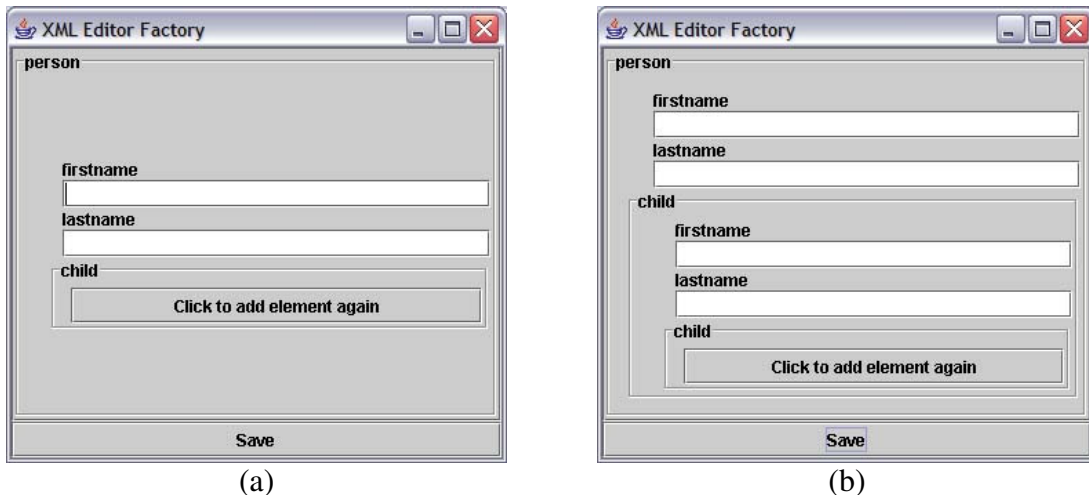 XML Editor Factory
person
firstname
lastname
child
Click to add element again
Save
(a)
XML Editor Factory
person
firstname
lastname
child
firstname
lastname
child
Click to add element again
Save
(b)